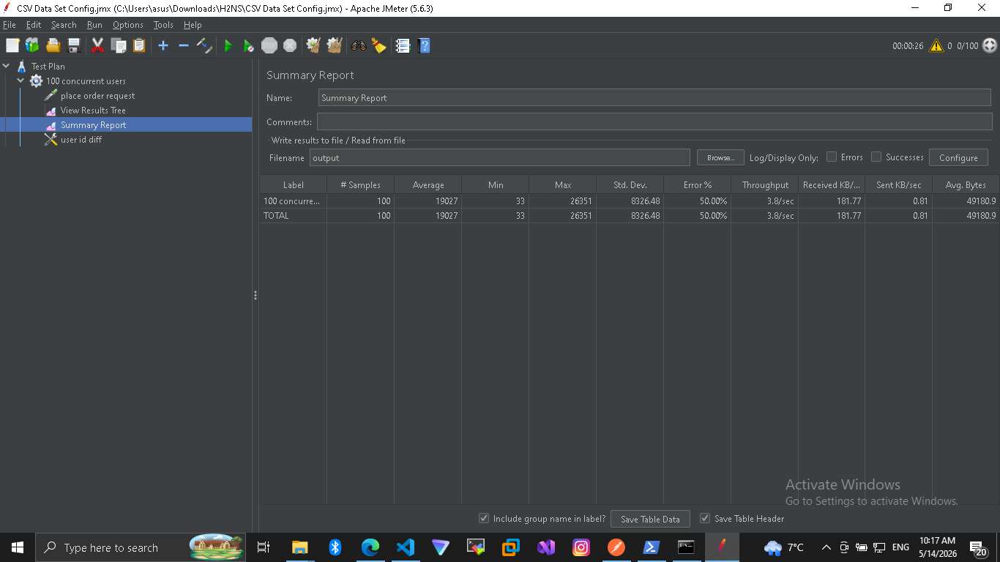 CSV Data Set Config.jmx (C:\Users\asus\Downloads\H2NS\CSV Data Set Config.jmx) - Apache JMeter (5.6.3)
File Edit Search Run Options Tools Help
STOP 00:00:26 0 0/100
Test Plan
100 concurrent users
place order request
View Results Tree
Summary Report
user id diff
Summary Report
Name: Summary Report
Comments:
Write results to file / Read from file
Filename output Browse... Log/Display Only: Errors Successes Configure
Label # Samples Average Min Max Std. Dev. Error % Throughput Received KB/... Sent KB/sec Avg. Bytes
100 concurre... 100 19027 33 26351 8326.48 50.00% 3.8/sec 181.77 0.81 49180.9
TOTAL 100 19027 33 26351 8326.48 50.00% 3.8/sec 181.77 0.81 49180.9
Activate Windows
Go to Settings to activate Windows.
Include group name in label? Save Table Data Save Table Header
Type here to search 7°C ENG 10:17 AM 20
5/14/2026